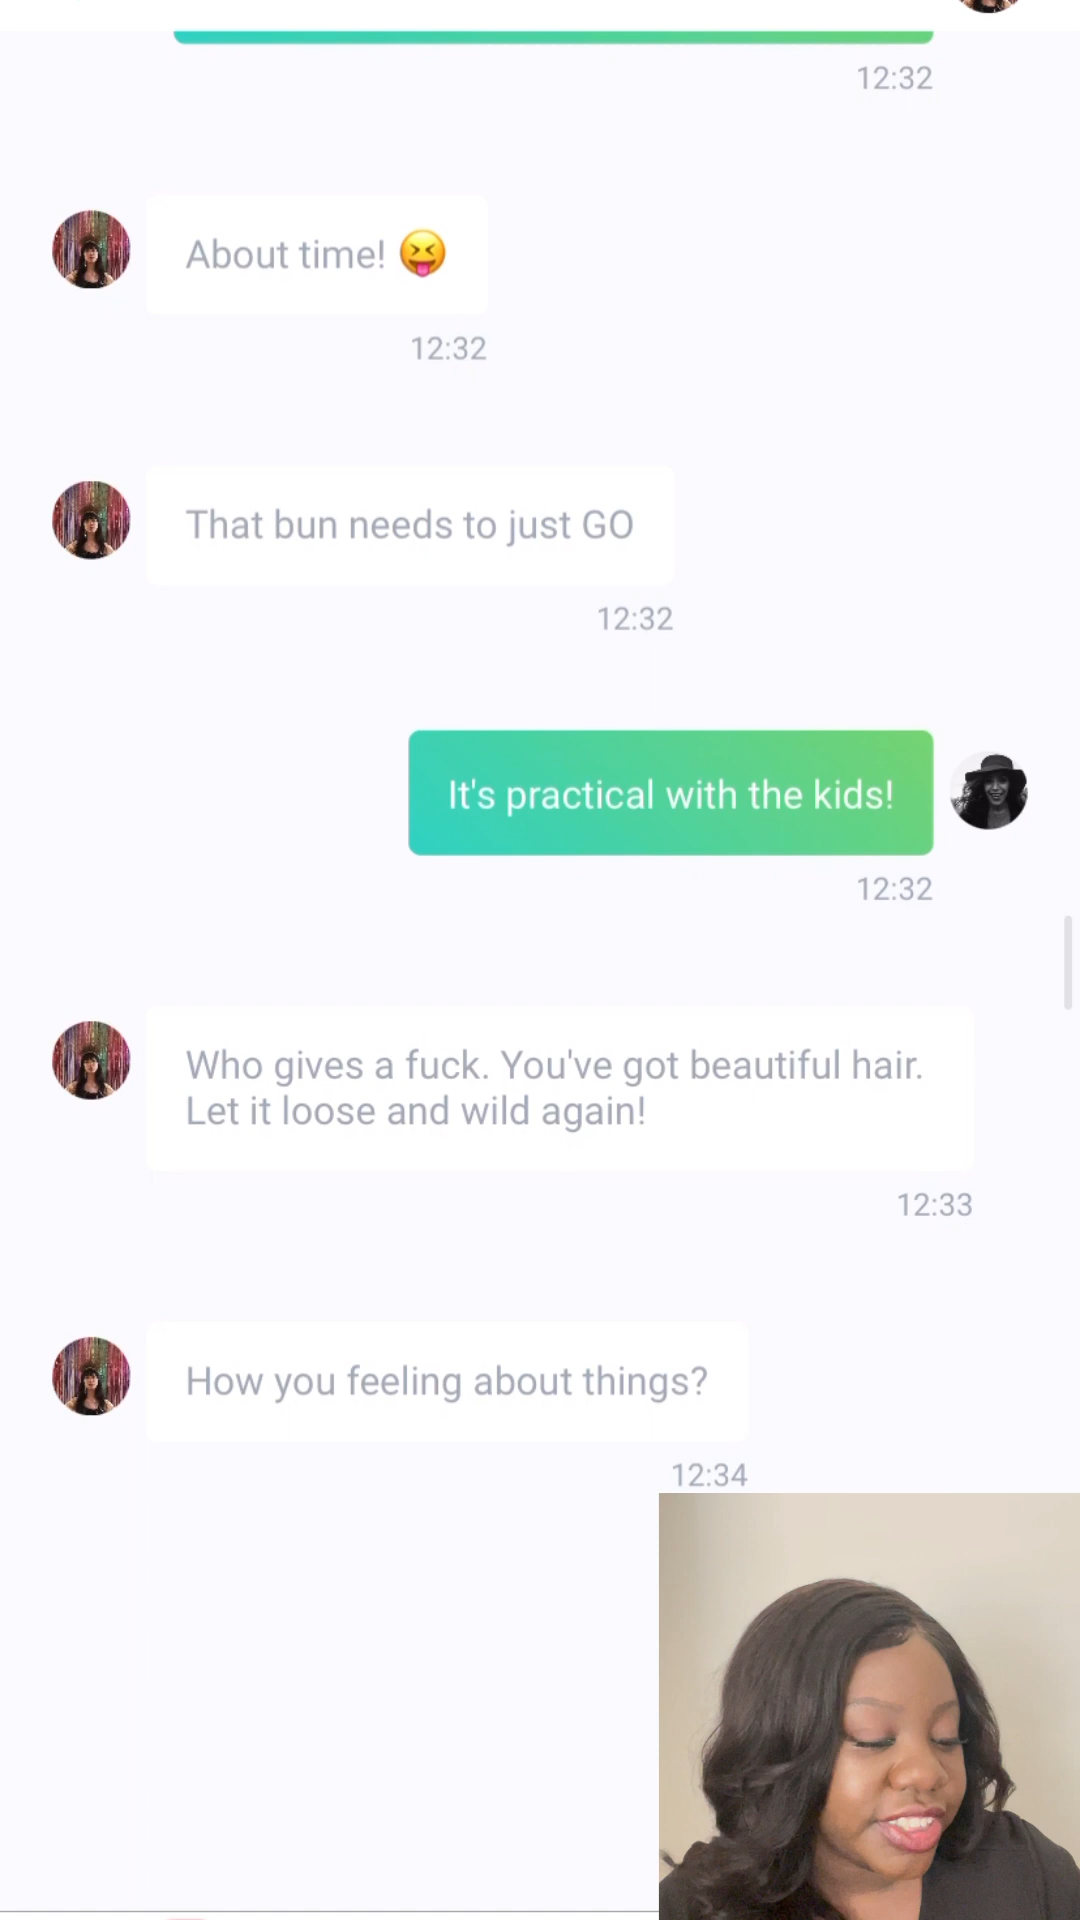 12:32
About time! 😝
12:32
That bun needs to just GO
12:32
It's practical with the kids!
12:32
Who gives a fuck. You've got beautiful hair.
Let it loose and wild again!
12:33
How you feeling about things?
12:34